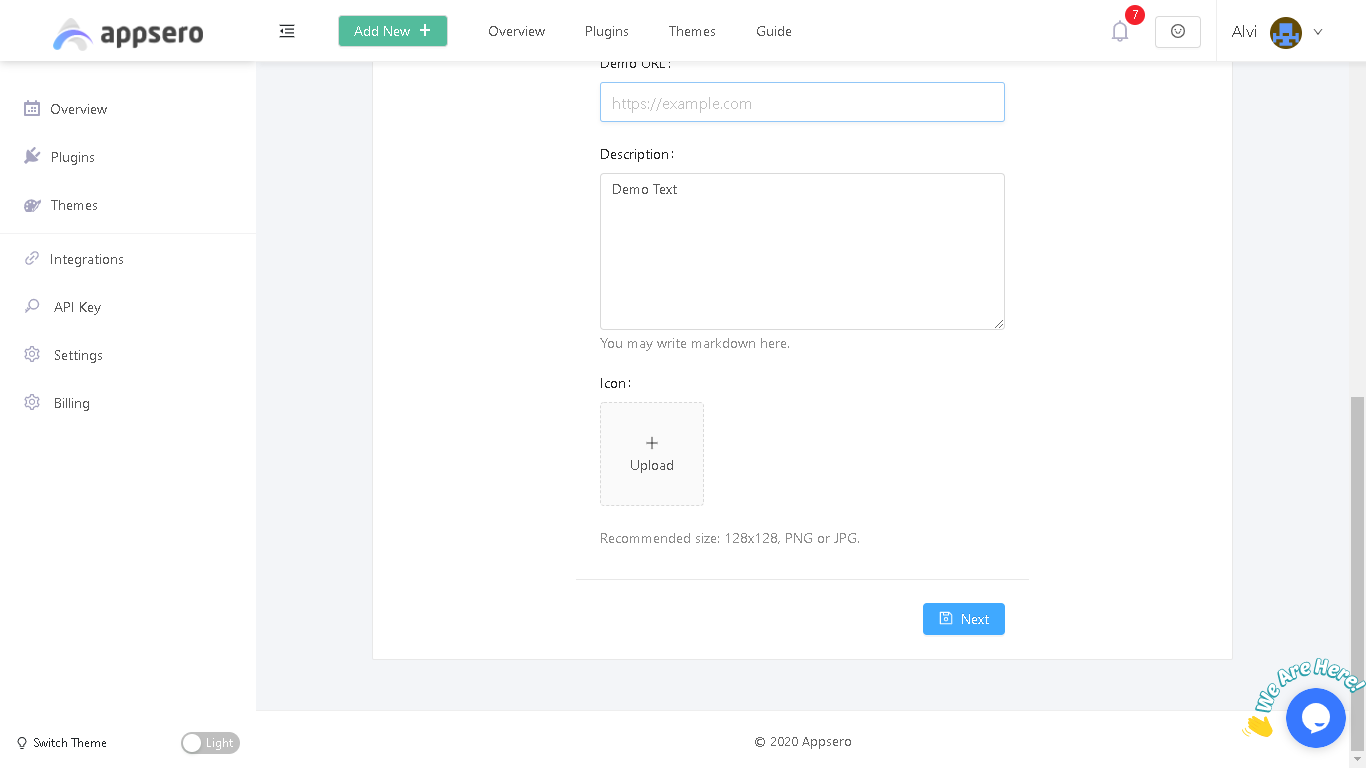 appsero
Add New
Overview
Plugins
Themes
Guide
7
Alvi
Overview
Plugins
Themes
Integrations
API Key
Settings
Billing
Switch Theme
Light
Demo URL:
https://example.com
Description:
Demo Text
You may write markdown here.
Icon:
Upload
Recommended size: 128x128, PNG or JPG.
Next
© 2020 Appsero
We Are Here!